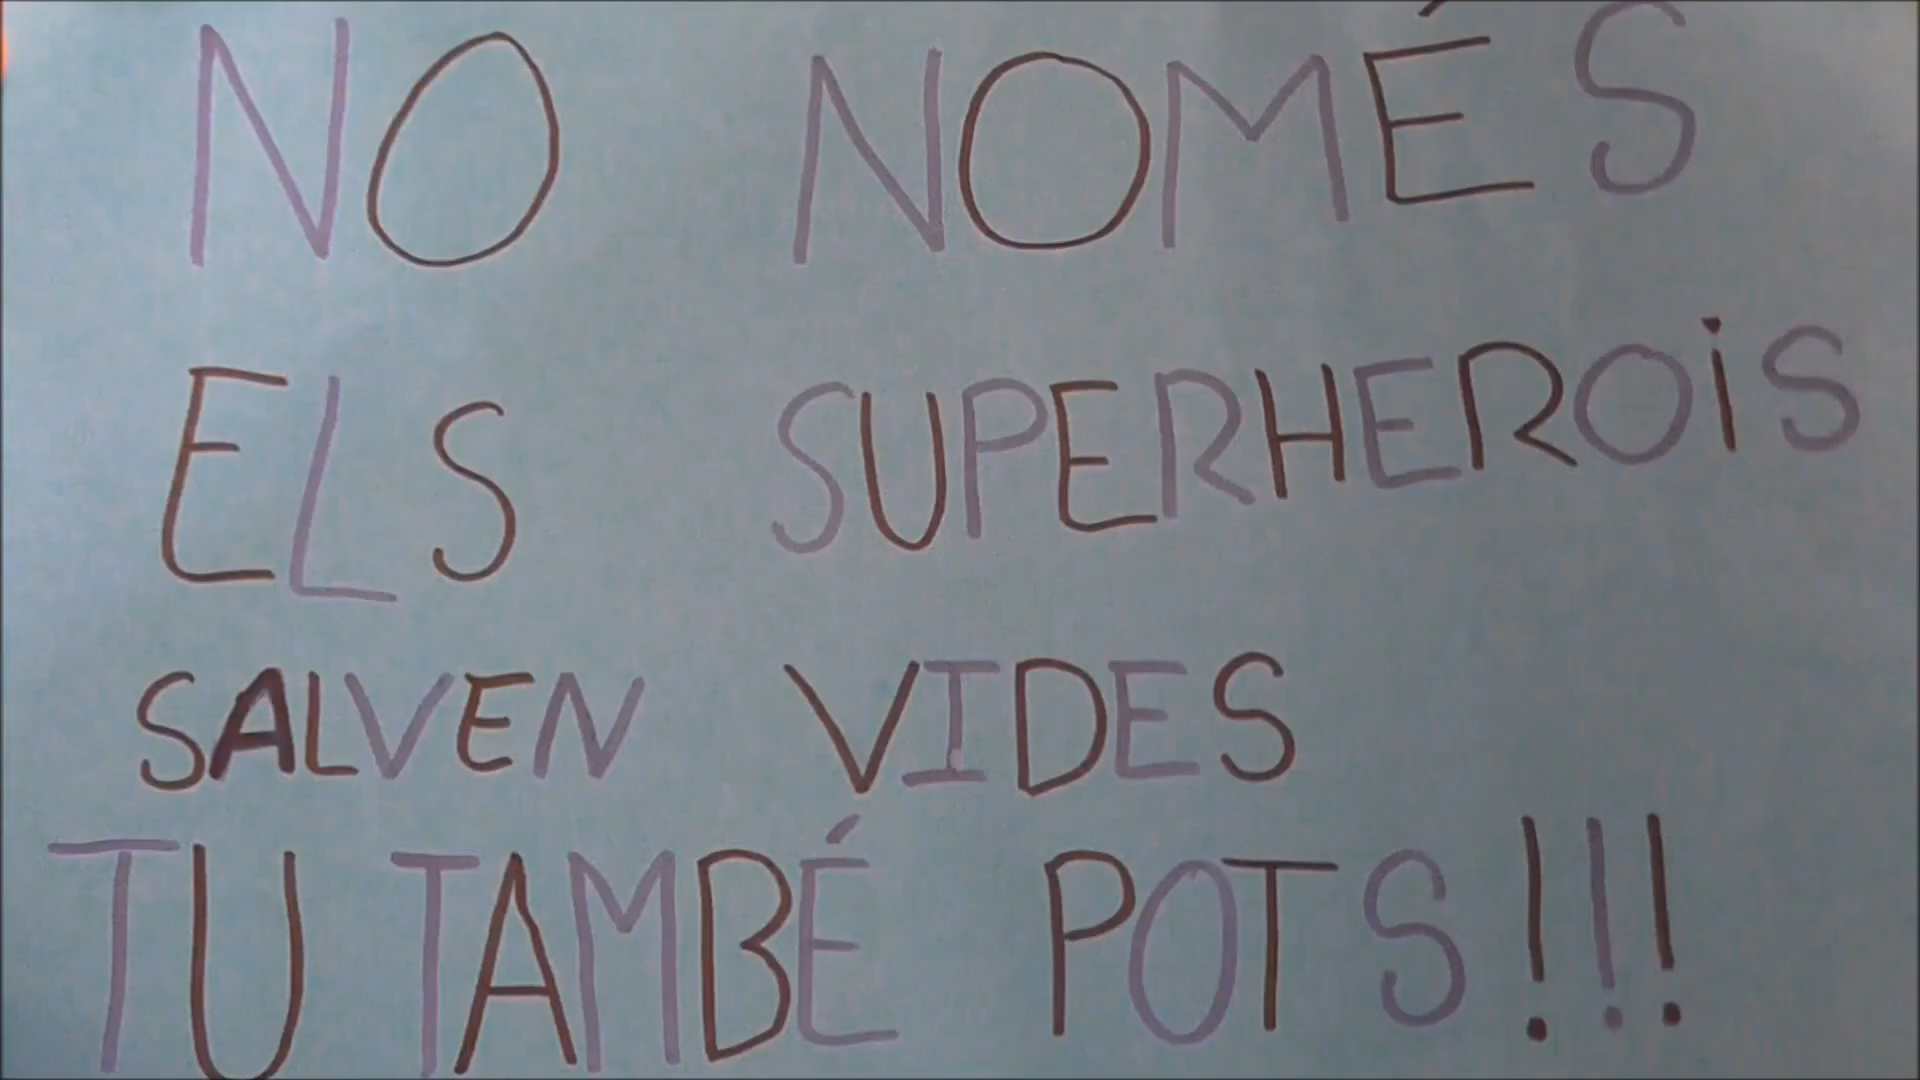 NO NOMÉS
ELS SUPERHEROiS
SALVEN VIDES
TU TAMBÉ POTS!!!